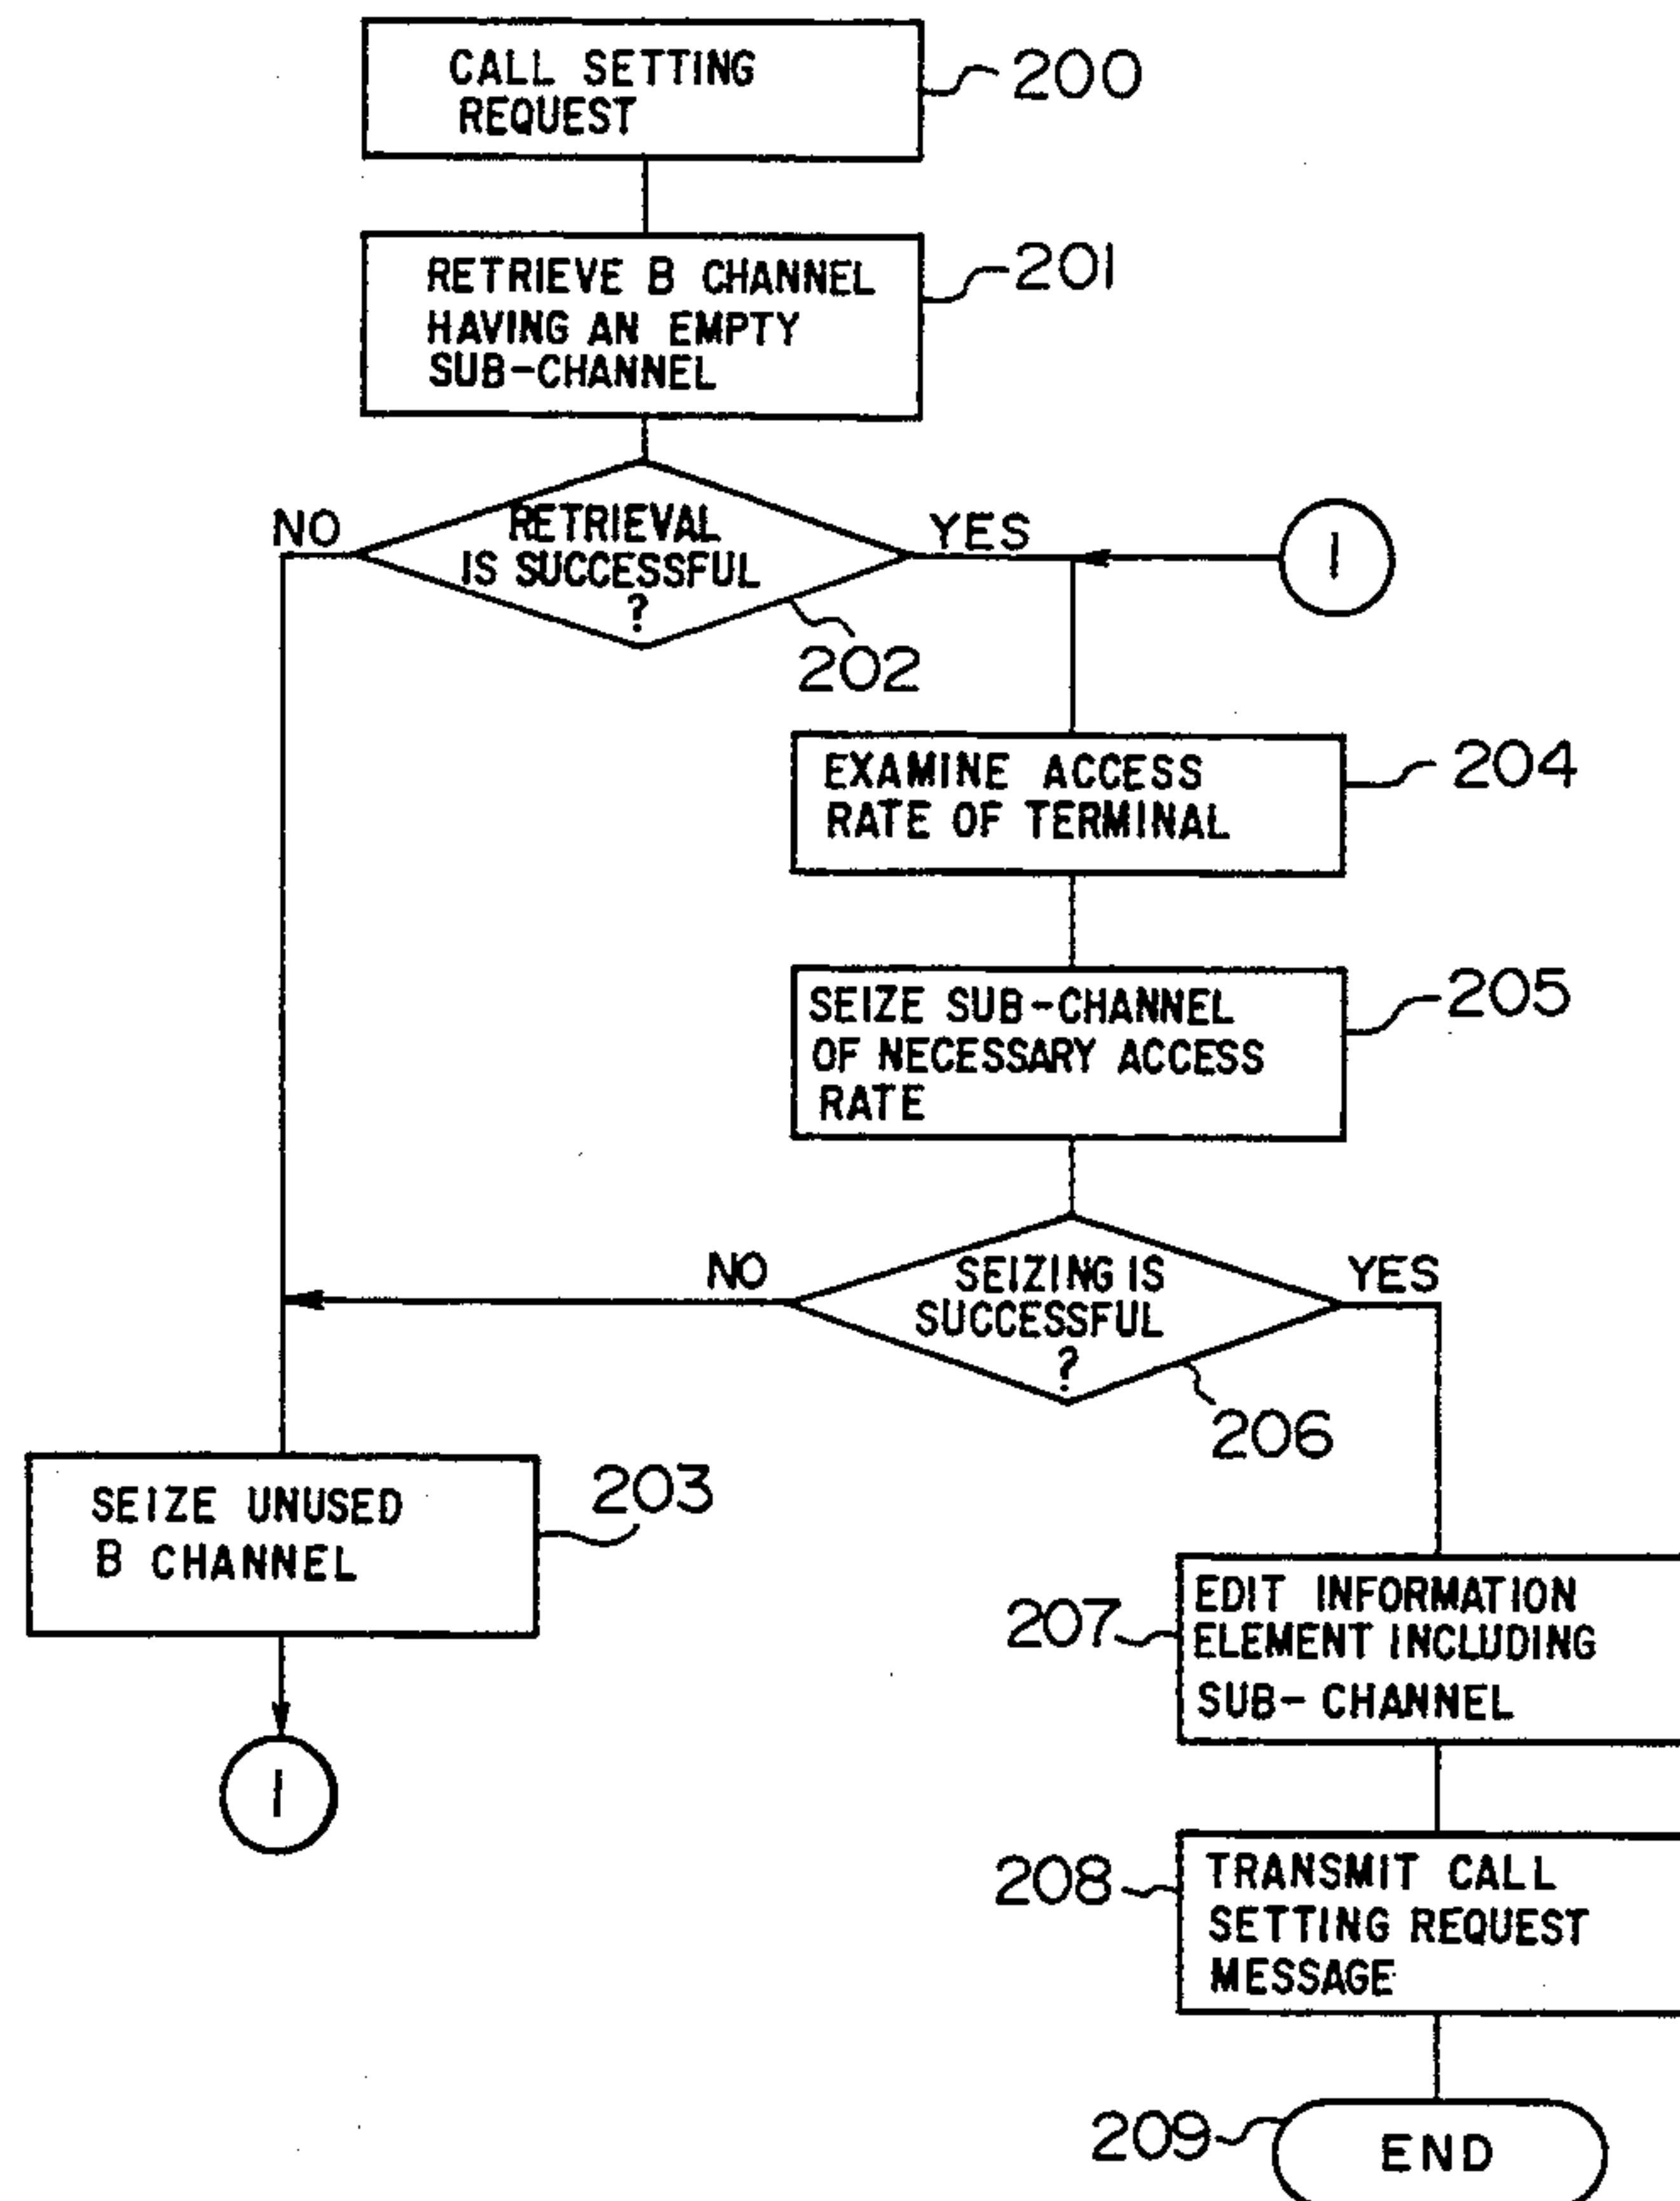 CALL SETTING
REQUEST
200
RETRIEVE B CHANNEL
HAVING AN EMPTY
SUB-CHANNEL
201
NO
RETRIEVAL
IS SUCCESSFUL
?
YES
1
202
EXAMINE ACCESS
RATE OF TERMINAL
204
SEIZE SUB-CHANNEL
OF NECESSARY ACCESS
RATE
205
NO
SEIZING IS
SUCCESSFUL
?
YES
206
SEIZE UNUSED
B CHANNEL
203
207
EDIT INFORMATION
ELEMENT INCLUDING
SUB-CHANNEL
1
208
TRANSMIT CALL
SETTING REQUEST
MESSAGE
209
END